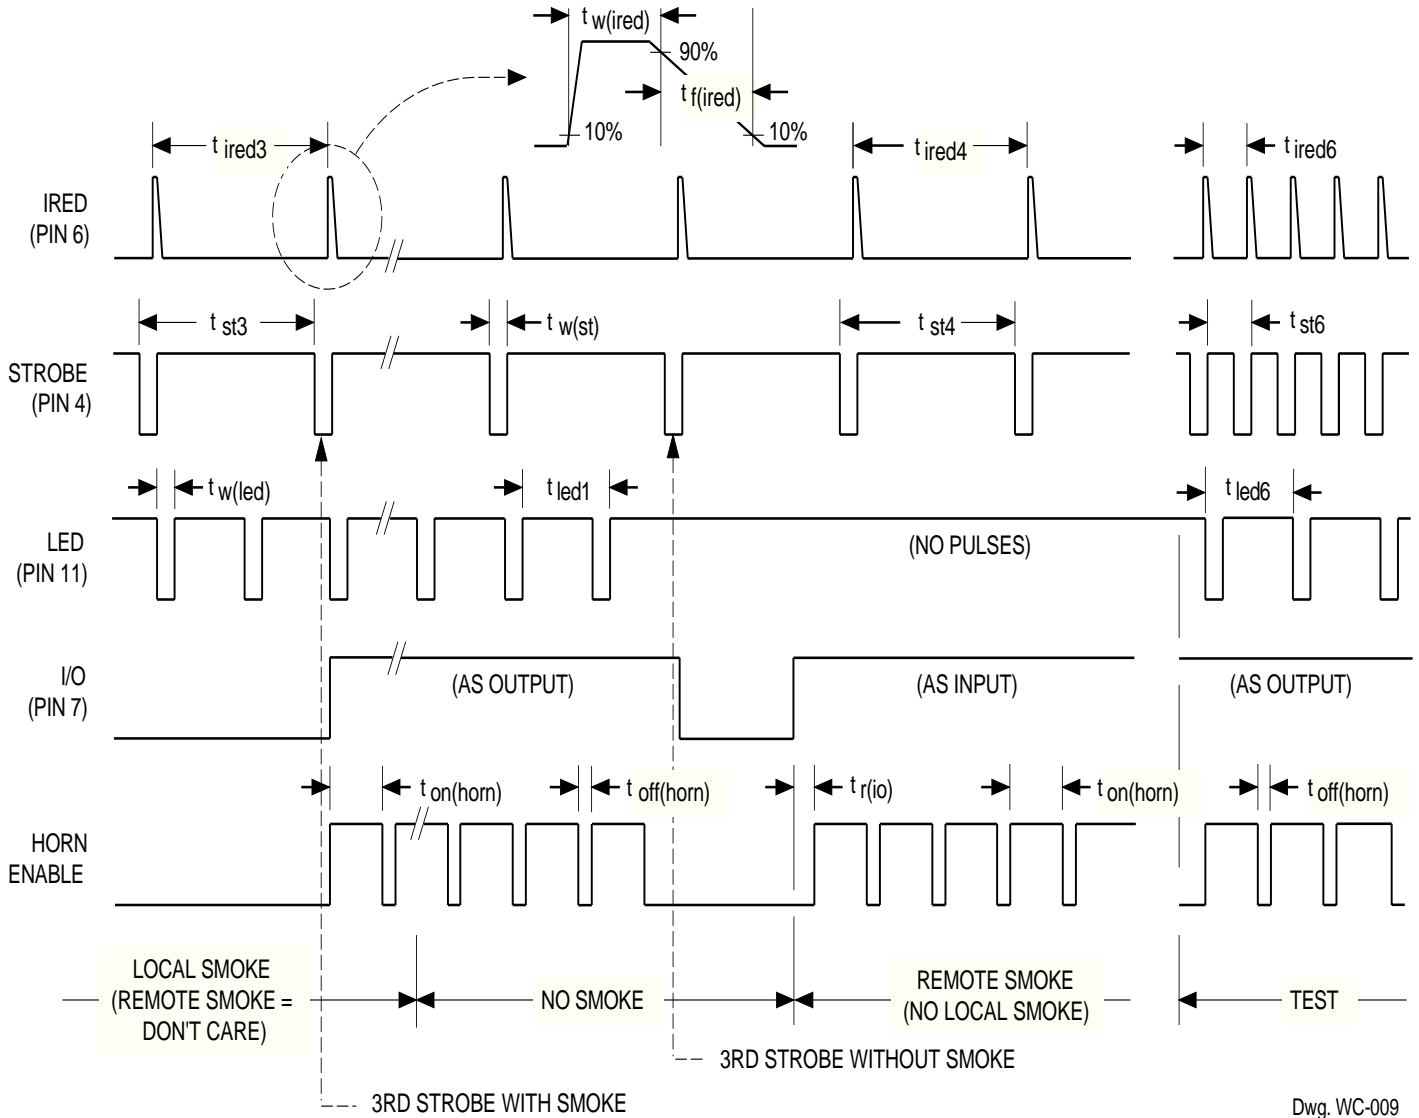 t w(ired)
90%
t f(ired)
10%
10%
t ired3
t ired4
t ired6
IRED
(PIN 6)
t st3
t w(st)
t st4
t st6
STROBE
(PIN 4)
t w(led)
t led1
t led6
LED
(PIN 11)
(NO PULSES)
I/O
(PIN 7)
(AS OUTPUT)
(AS INPUT)
(AS OUTPUT)
t on(horn)
t off(horn)
t r(io)
t on(horn)
t off(horn)
HORN
ENABLE
LOCAL SMOKE
(REMOTE SMOKE =
DON'T CARE)
NO SMOKE
REMOTE SMOKE
(NO LOCAL SMOKE)
TEST
3RD STROBE WITHOUT SMOKE
3RD STROBE WITH SMOKE
Dwg. WC-009